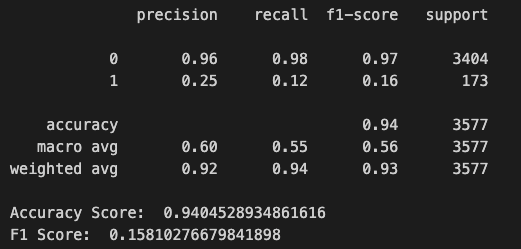 precision recall f1-score support
0 0.96 0.98 0.97 3404
1 0.25 0.12 0.16 173
accuracy 0.94 3577
macro avg 0.60 0.55 0.56 3577
weighted avg 0.92 0.94 0.93 3577
Accuracy Score: 0.9404528934861616
F1 Score: 0.15810276679841898